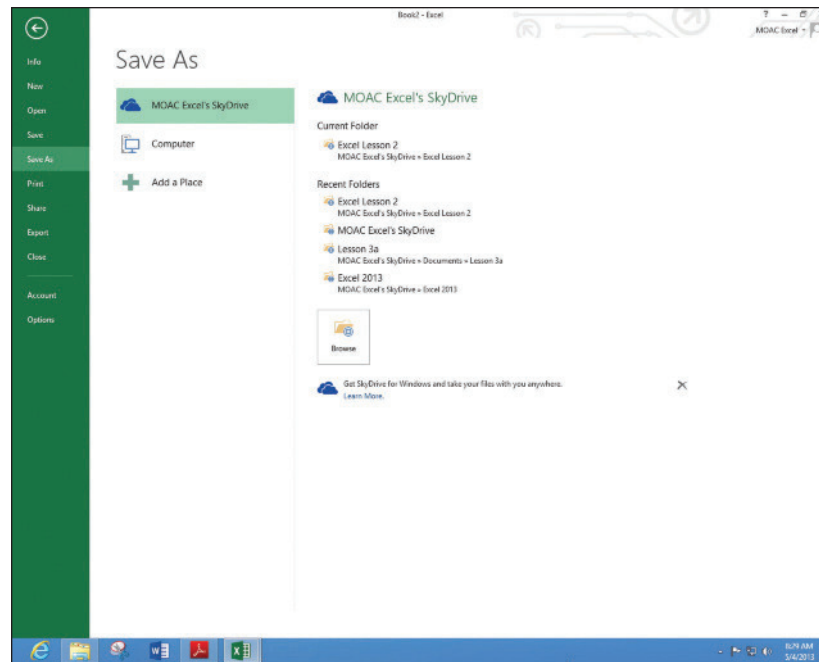 Book2 - Excel
?
MOAC Excel
Info
New
Open
Save
Save As
Print
Share
Export
Close
Account
Options
Save As
MOAC Excel's SkyDrive
Computer
Add a Place
MOAC Excel's SkyDrive
Current Folder
Excel Lesson 2
MOAC Excel's SkyDrive » Excel Lesson 2
Recent Folders
Excel Lesson 2
MOAC Excel's SkyDrive » Excel Lesson 2
MOAC Excel's SkyDrive
Lesson 3a
MOAC Excel's SkyDrive » Documents » Lesson 3a
Excel 2013
MOAC Excel's SkyDrive » Excel 2013
Browse
Get SkyDrive for Windows and take your files with you anywhere.
Learn More.
8:29 AM
5/4/2013